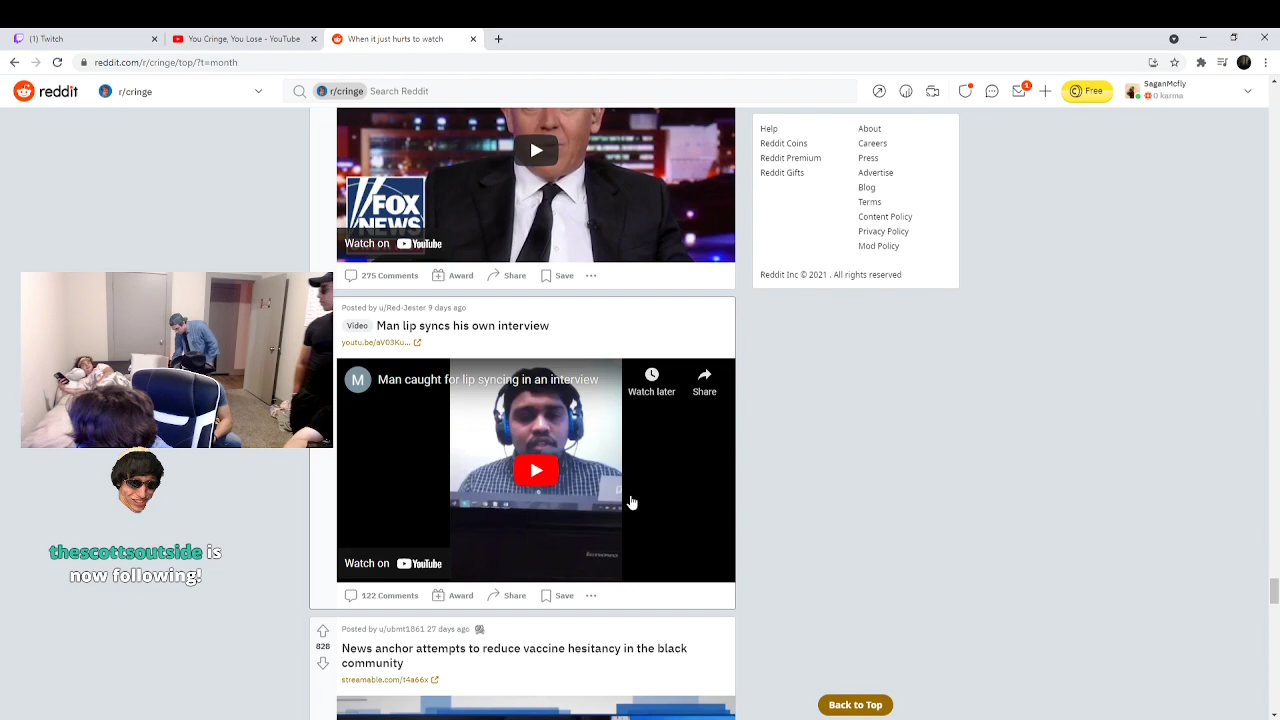 (1) Twitch
You Cringe, You Lose - YouTube
When it just hurts to watch
reddit.com/r/cringe/top/?t=month
reddit
r/cringe
r/cringe Search Reddit
1
Free
SaganMcfly
0 karma
FOX
NEWS
Watch on YouTube
275 Comments Award Share Save
Posted by u/Red-Jester 9 days ago
Video Man lip syncs his own interview
youtu.be/aV03Ku...
M Man caught for lip syncing in an interview
Watch later
Share
Watch on YouTube
122 Comments Award Share Save
828
Posted by u/ubmt1861 27 days ago
News anchor attempts to reduce vaccine hesitancy in the black
community
streamable.com/t4a66x
thescottsoutside is
now following!
Help
About
Reddit Coins
Careers
Reddit Premium
Press
Reddit Gifts
Advertise
Blog
Terms
Content Policy
Privacy Policy
Mod Policy
Reddit Inc © 2021 . All rights reserved
Back to Top